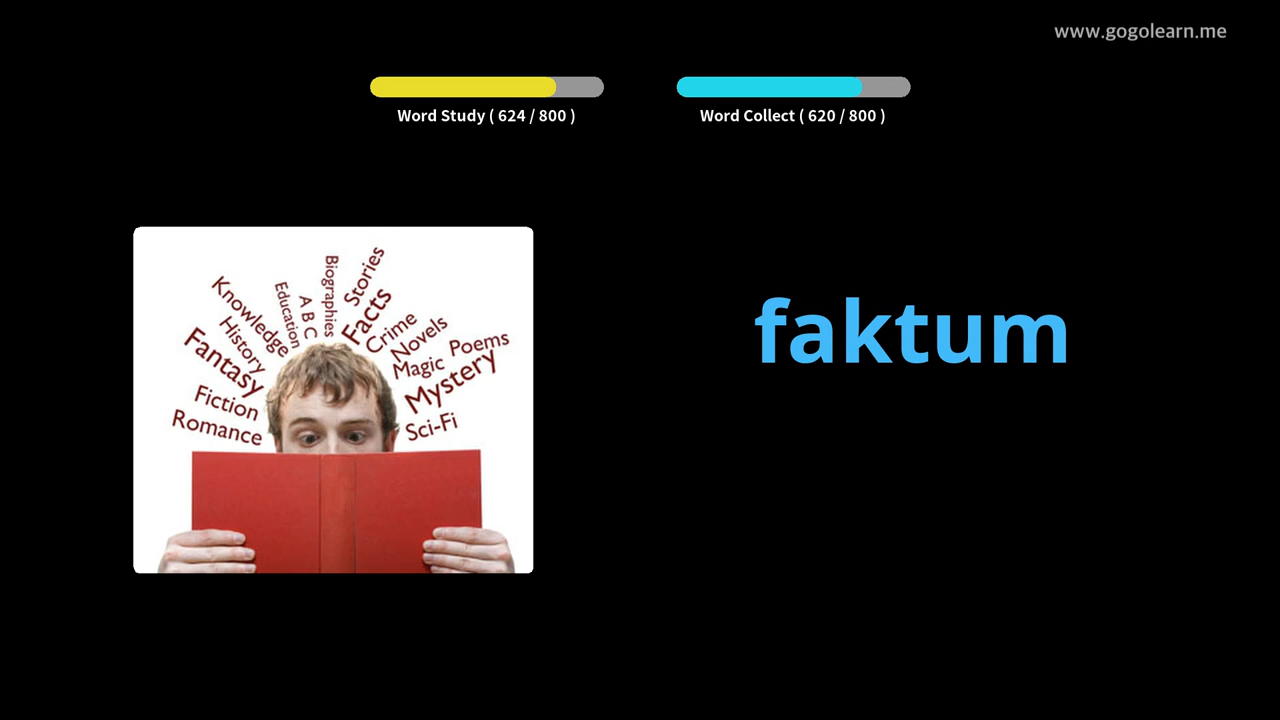 www.gogolearn.me
Word Study ( 624 / 800 )
Word Collect ( 620 / 800 )
faktum
Knowledge
Education
A B C
Biographies
Stories
Facts
Crime
Novels
Poems
History
Magic
Fantasy
Mystery
Fiction
Romance
Sci-Fi